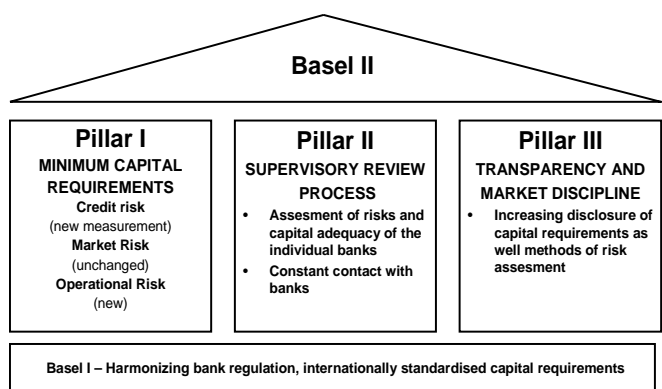 Basel II
Pillar I
MINIMUM CAPITAL
REQUIREMENTS
Credit risk
(new measurement)
Market Risk
(unchanged)
Operational Risk
(new)
Pillar II
SUPERVISORY REVIEW
PROCESS
• Assesment of risks and
capital adequacy of the
individual banks
• Constant contact with
banks
Pillar III
TRANSPARENCY AND
MARKET DISCIPLINE
• Increasing disclosure of
capital requirements as
well methods of risk
assesment
Basel I – Harmonizing bank regulation, internationally standardised capital requirements